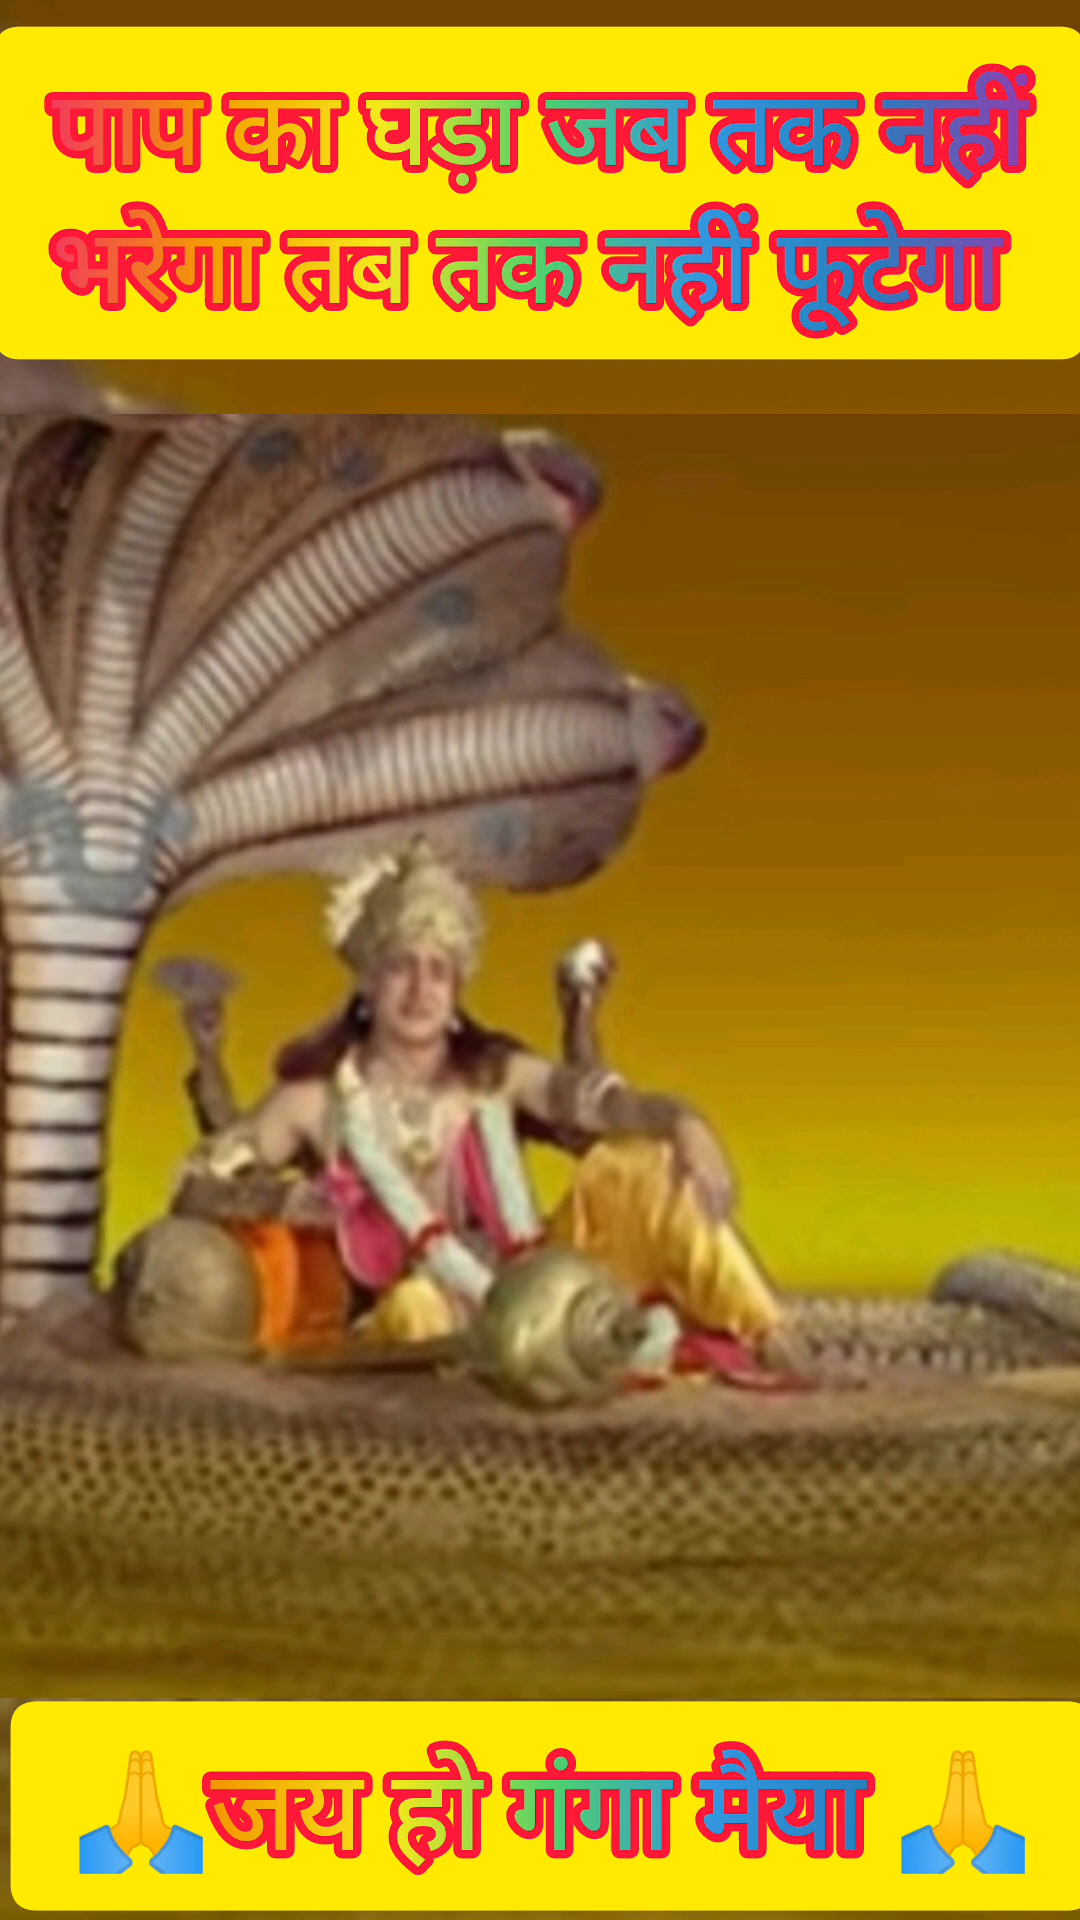 पाप का घड़ा जब तक नहीं
भरेगा तब तक नहीं फूटेगा
🙏जय हो गंगा मैया 🙏